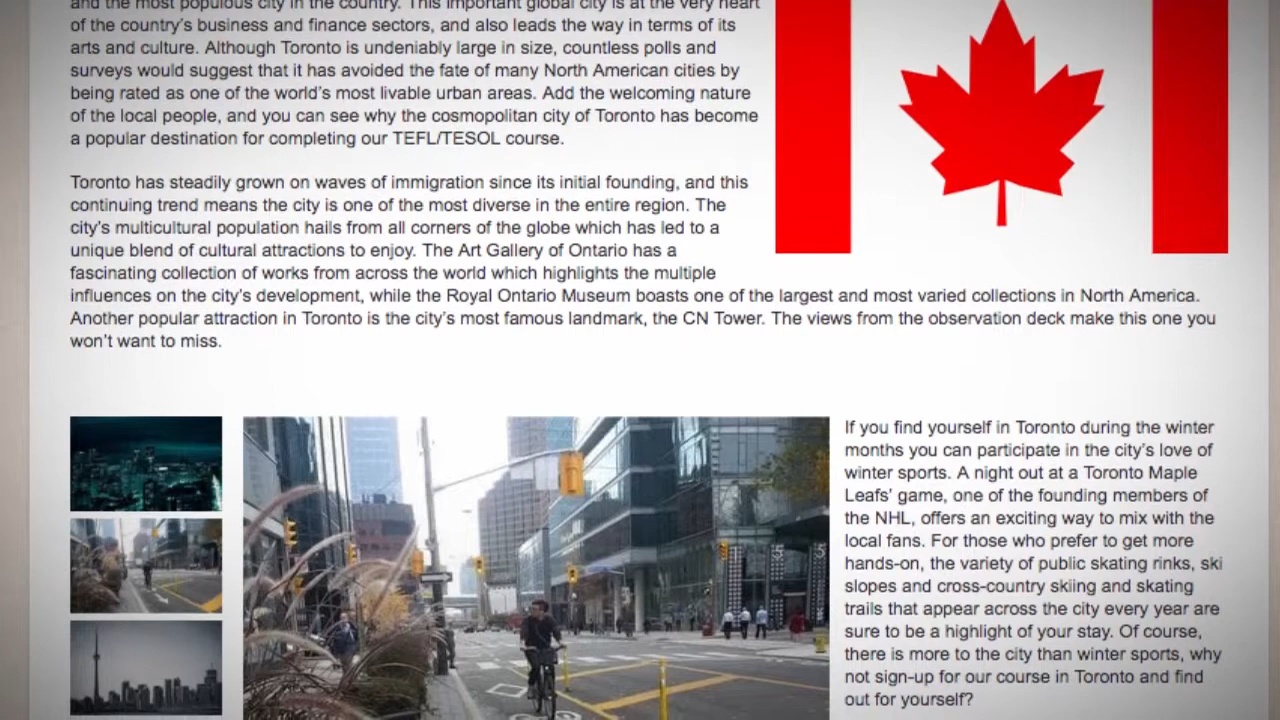 and the most populous city in the country. This important global city is at the very heart
of the country's business and finance sectors, and also leads the way in terms of its
arts and culture. Although Toronto is undeniably large in size, countless polls and
surveys would suggest that it has avoided the fate of many North American cities by
being rated as one of the world's most livable urban areas. Add the welcoming nature
of the local people, and you can see why the cosmopolitan city of Toronto has become
a popular destination for completing our TEFL/TESOL course.
Toronto has steadily grown on waves of immigration since its initial founding, and this
continuing trend means the city is one of the most diverse in the entire region. The
city's multicultural population hails from all corners of the globe which has led to a
unique blend of cultural attractions to enjoy. The Art Gallery of Ontario has a
fascinating collection of works from across the world which highlights the multiple
influences on the city's development, while the Royal Ontario Museum boasts one of the largest and most varied collections in North America.
Another popular attraction in Toronto is the city's most famous landmark, the CN Tower. The views from the observation deck make this one you
won't want to miss.
If you find yourself in Toronto during the winter
months you can participate in the city's love of
winter sports. A night out at a Toronto Maple
Leafs' game, one of the founding members of
the NHL, offers an exciting way to mix with the
local fans. For those who prefer to get more
hands-on, the variety of public skating rinks, ski
slopes and cross-country skiing and skating
trails that appear across the city every year are
sure to be a highlight of your stay. Of course,
there is more to the city than winter sports, why
not sign-up for our course in Toronto and find
out for yourself?